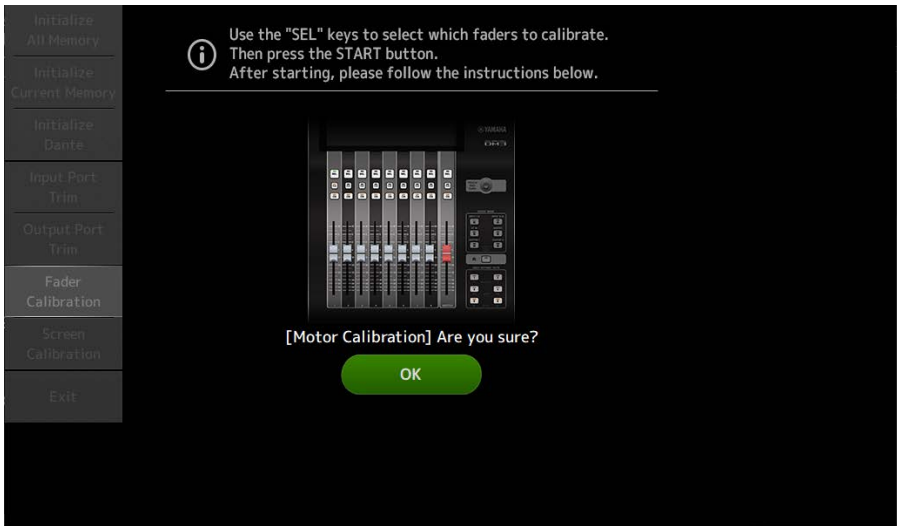 Initialize
All Memory
Initialize
Current Memory
Initialize
Dante
Input Port
Trim
Output Port
Trim
Fader
Calibration
Screen
Calibration
Exit
Use the "SEL" keys to select which faders to calibrate.
Then press the START button.
After starting, please follow the instructions below.
YAMAHA
[Motor Calibration] Are you sure?
OK